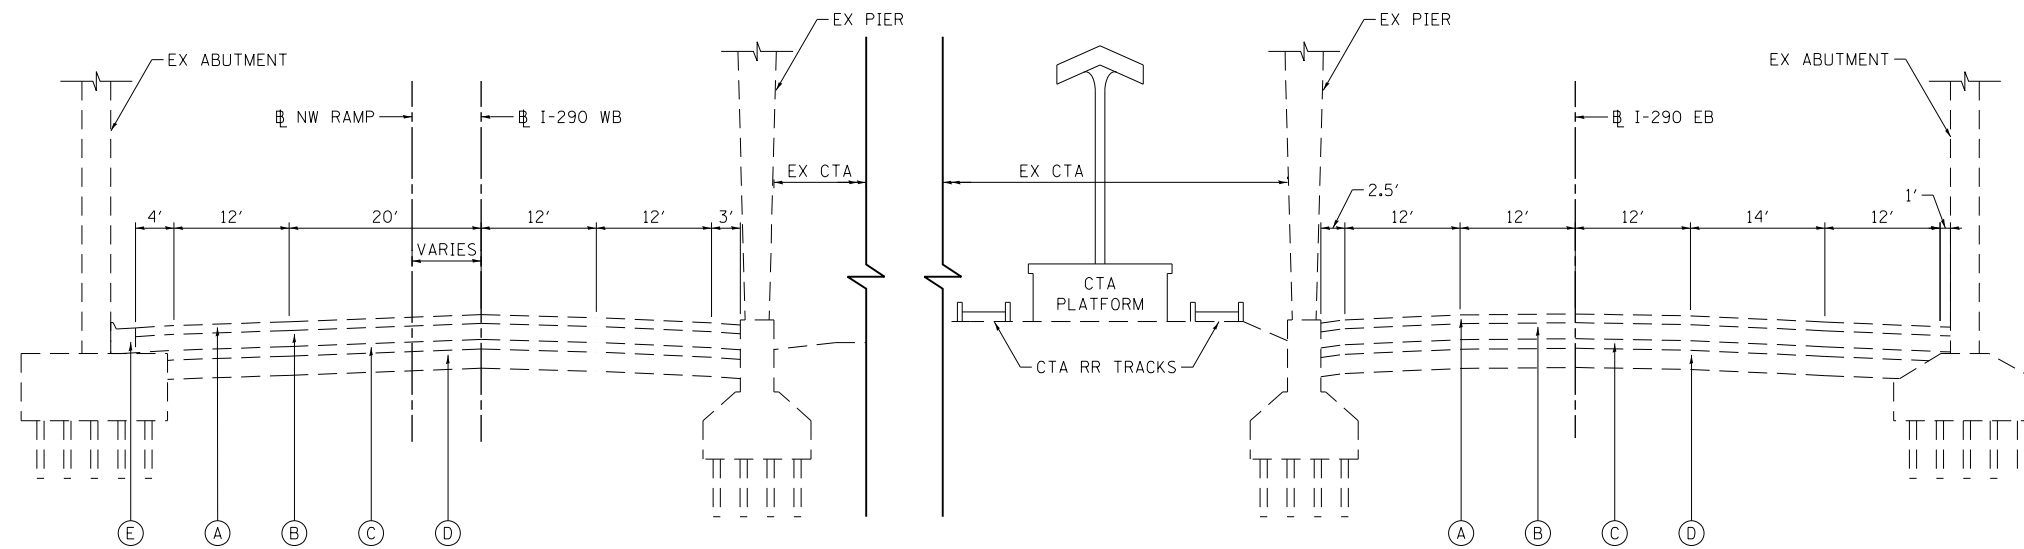 EX PIER
EX PIER
EX ABUTMENT
EX ABUTMENT
℄ NW RAMP
℄ I-290 WB
℄ I-290 EB
EX CTA
EX CTA
2.5'
1'
4'
12'
20'
12'
12'
3'
12'
12'
12'
14'
12'
VARIES
CTA
PLATFORM
CTA RR TRACKS
E
A
B
C
D
A
B
C
D